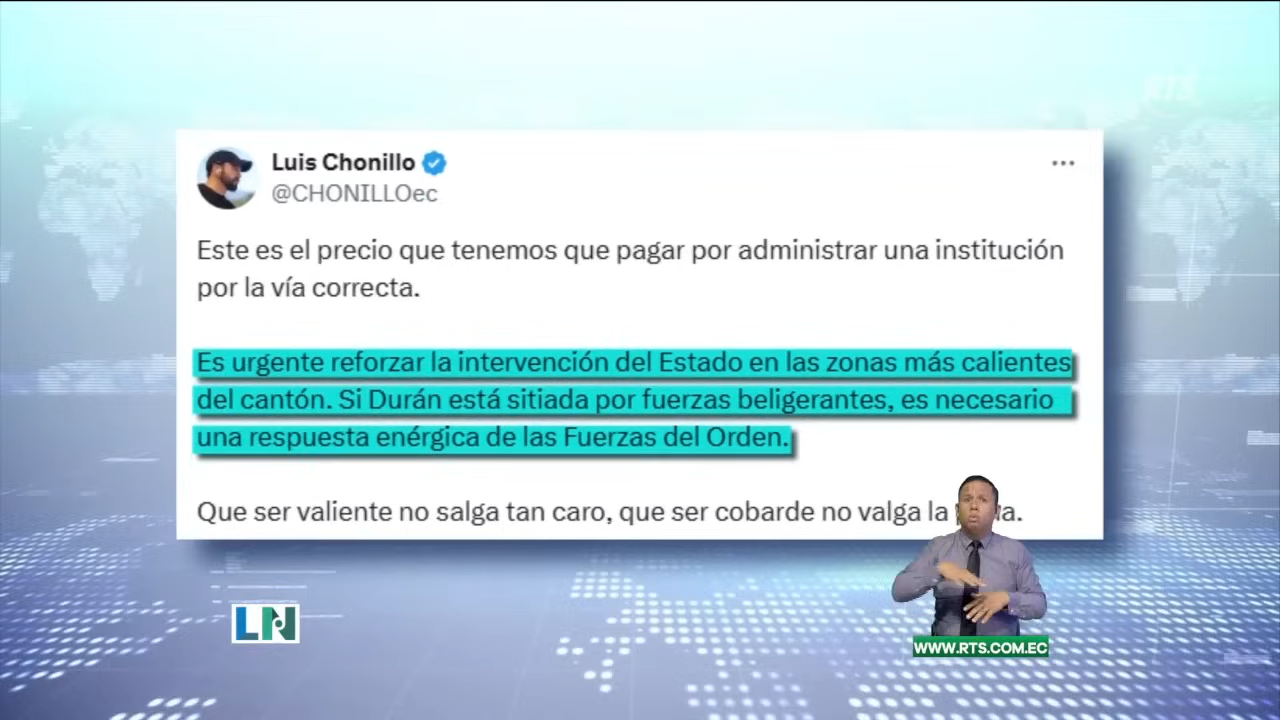 RTS
Luis Chonillo
@CHONILLOec
Este es el precio que tenemos que pagar por administrar una institución
por la vía correcta.
Es urgente reforzar la intervención del Estado en las zonas más calientes
del cantón. Si Durán está sitiada por fuerzas beligerantes, es necesario
una respuesta enérgica de las Fuerzas del Orden.
Que ser valiente no salga tan caro, que ser cobarde no valga la
LN
WWW.RTS.COM.EC